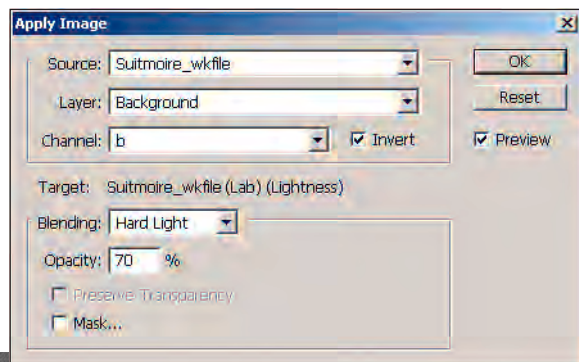 Apply Image
Source: Suitmoire_wkfile
OK
Layer: Background
Reset
Channel: b
Invert
Preview
Target: Suitmoire_wkfile (Lab) (Lightness)
Blending: Hard Light
Opacity: 70 %
Preserve Transparency
Mask...